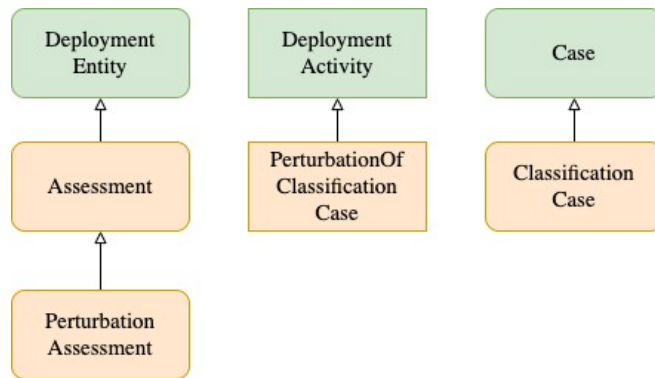 Deployment
Entity
Deployment
Activity
Case
Assessment
PerturbationOf
Classification
Case
Classification
Case
Perturbation
Assessment